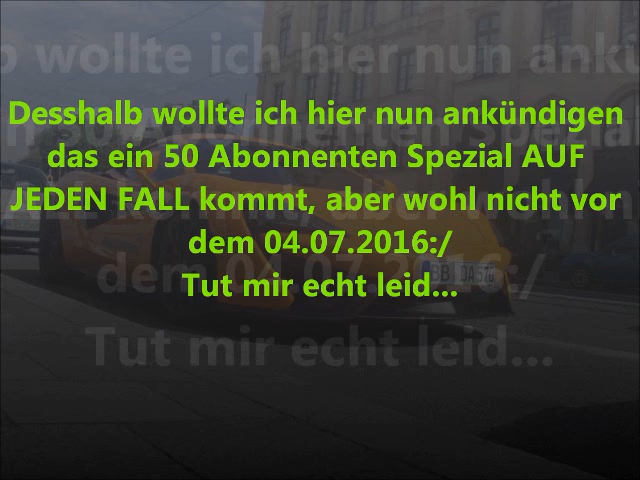 Desshalb wollte ich hier nun ankündigen
das ein 50 Abonnenten Spezial AUF
JEDEN FALL kommt, aber wohl nicht vor
dem 04.07.2016:/
Tut mir echt leid...